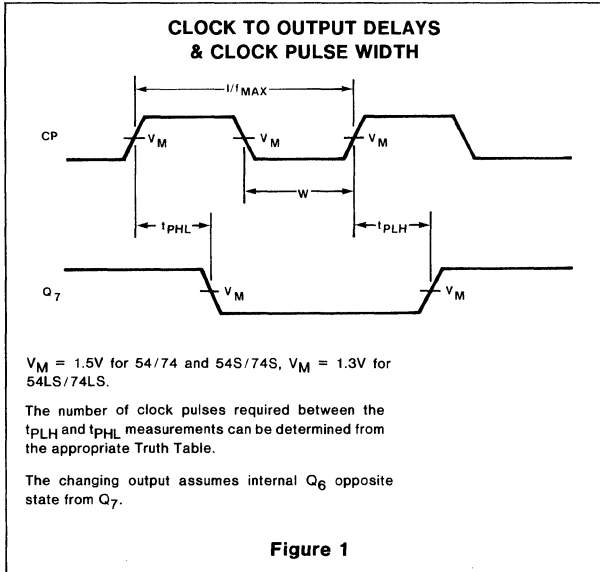 CLOCK TO OUTPUT DELAYS
& CLOCK PULSE WIDTH
I/fMAX
CP
VM
VM
VM
W
tPHL
tPLH
Q7
VM
VM
VM = 1.5V for 54/74 and 54S/74S, VM = 1.3V for
54LS/74LS.
The number of clock pulses required between the
tPLH and tPHL measurements can be determined from
the appropriate Truth Table.
The changing output assumes internal Q6 opposite
state from Q7.
Figure 1